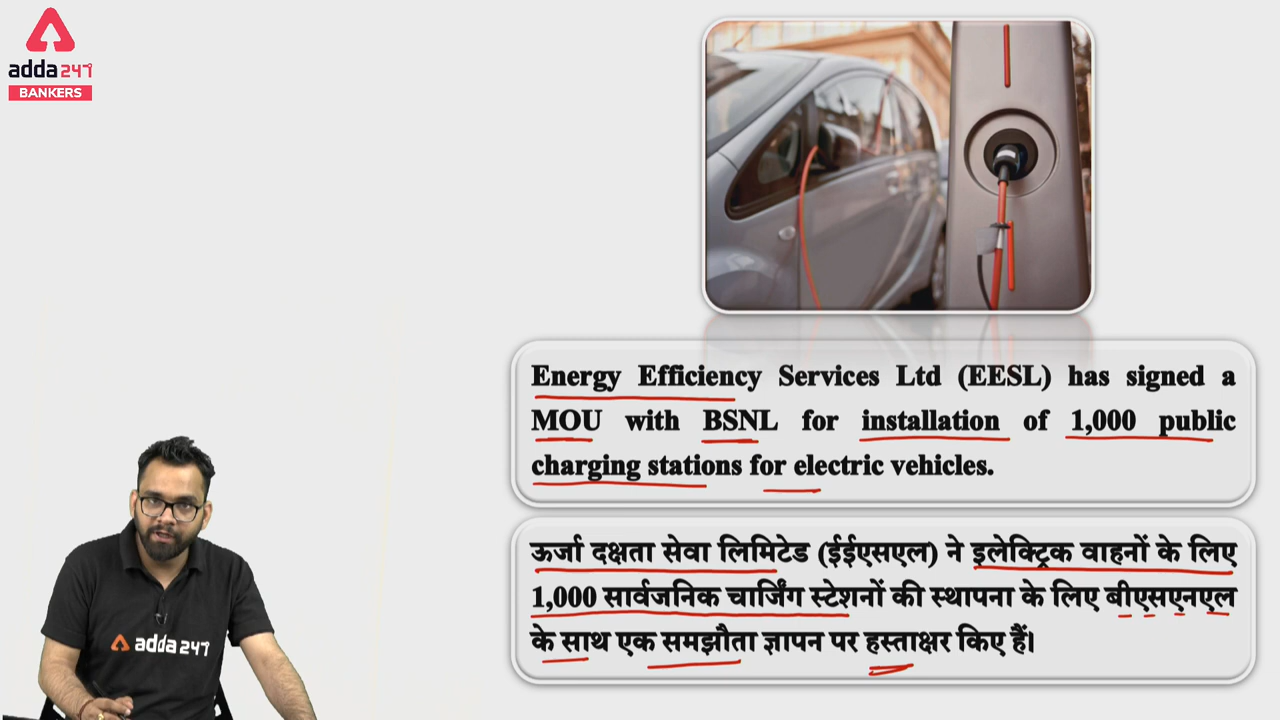 adda247
BANKERS
Energy Efficiency Services Ltd (EESL) has signed a
MOU with BSNL for installation of 1,000 public
charging stations for electric vehicles.
ऊर्जा दक्षता सेवा लिमिटेड (ईईएसएल) ने इलेक्ट्रिक वाहनों के लिए
1,000 सार्वजनिक चार्जिंग स्टेशनों की स्थापना के लिए बीएसएनएल
के साथ एक समझौता ज्ञापन पर हस्ताक्षर किए हैं।
adda247